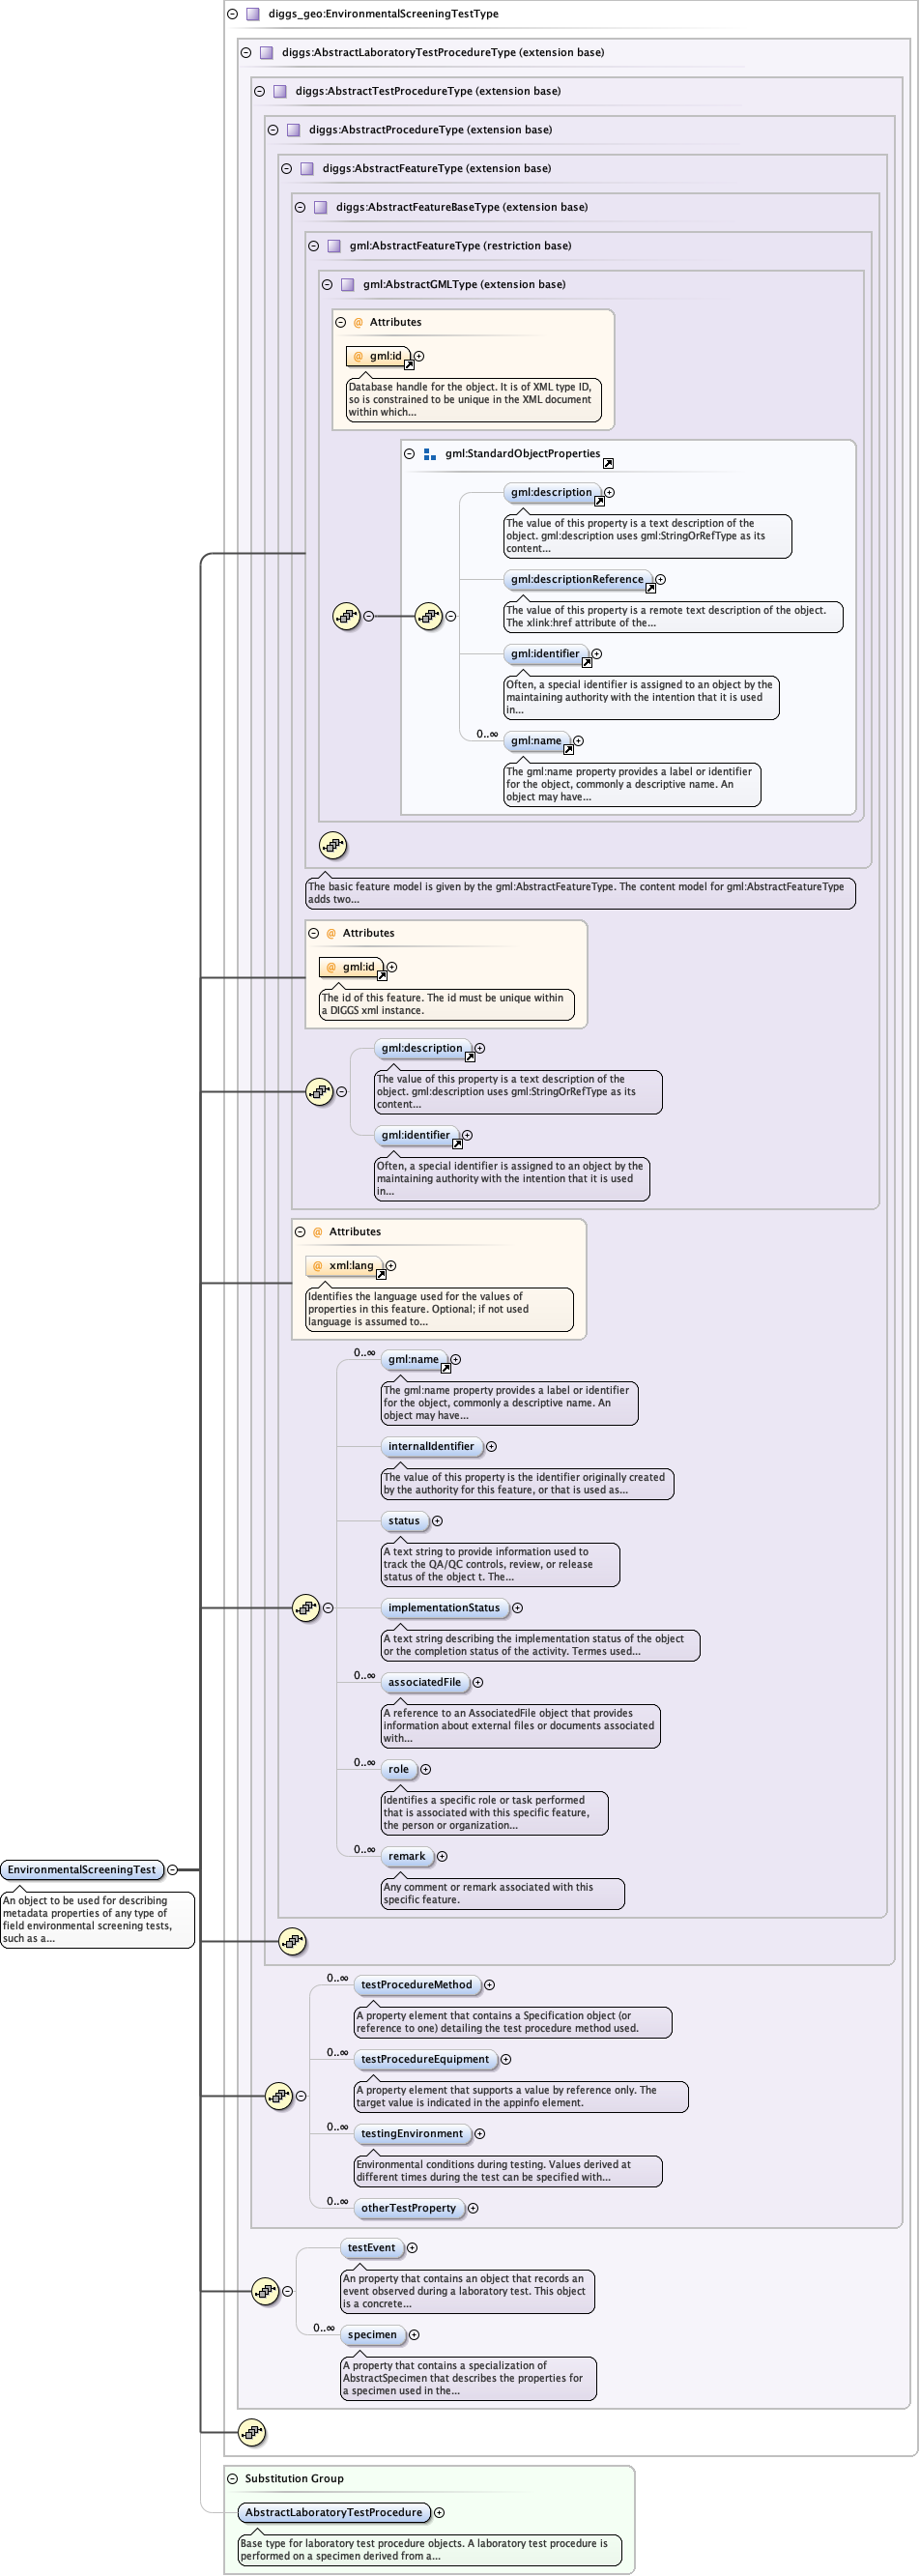 diggs_geo:EnvironmentalScreeningTestType
diggs:AbstractLaboratoryTestProcedureType (extension base)
diggs:AbstractTestProcedureType (extension base)
diggs:AbstractProcedureType (extension base)
diggs:AbstractFeatureType (extension base)
diggs:AbstractFeatureBaseType (extension base)
gml:AbstractFeatureType (restriction base)
gml:AbstractGMLType (extension base)
@ Attributes
@ gml:id
Database handle for the object. It is of XML type ID,
so is constrained to be unique in the XML document
within which...
gml:StandardObjectProperties
gml:description
The value of this property is a text description of the
object. gml:description uses gml:StringOrRefType as its
content...
gml:descriptionReference
The value of this property is a remote text description of the object.
The xlink:href attribute of the...
gml:identifier
Often, a special identifier is assigned to an object by the
maintaining authority with the intention that it is used
in...
0..∞
gml:name
The gml:name property provides a label or identifier
for the object, commonly a descriptive name. An
object may have...
The basic feature model is given by the gml:AbstractFeatureType. The content model for gml:AbstractFeatureType
adds two...
@ Attributes
@ gml:id
The id of this feature. The id must be unique within
a DIGGS xml instance.
gml:description
The value of this property is a text description of the
object. gml:description uses gml:StringOrRefType as its
content...
gml:identifier
Often, a special identifier is assigned to an object by the
maintaining authority with the intention that it is used
in...
@ Attributes
@ xml:lang
Identifies the language used for the values of
properties in this feature. Optional; if not used
language is assumed to...
0..∞
gml:name
The gml:name property provides a label or identifier
for the object, commonly a descriptive name. An
object may have...
internalIdentifier
The value of this property is the identifier originally created
by the authority for this feature, or that is used as...
status
A text string to provide information used to
track the QA/QC controls, review, or release
status of the object t. The...
implementationStatus
A text string describing the implementation status of the object
or the completion status of the activity. Termes used...
0..∞
associatedFile
A reference to an AssociatedFile object that provides
information about external files or documents associated
with...
0..∞
role
Identifies a specific role or task performed
that is associated with this specific feature,
the person or organization...
0..∞
remark
Any comment or remark associated with this
specific feature.
EnvironmentalScreeningTest
An object to be used for describing
metadata properties of any type of
field environmental screening tests,
such as a...
0..∞
testProcedureMethod
A property element that contains a Specification object (or
reference to one) detailing the test procedure method used.
0..∞
testProcedureEquipment
A property element that supports a value by reference only. The
target value is indicated in the appinfo element.
0..∞
testingEnvironment
Environmental conditions during testing. Values derived at
different times during the test can be specified with...
0..∞
otherTestProperty
testEvent
An property that contains an object that records an
event observed during a laboratory test. This object
is a concrete...
0..∞
specimen
A property that contains a specialization of
AbstractSpecimen that describes the properties for
a specimen used in the...
Substitution Group
AbstractLaboratoryTestProcedure
Base type for laboratory test procedure objects. A laboratory test procedure is
performed on a specimen derived from a...